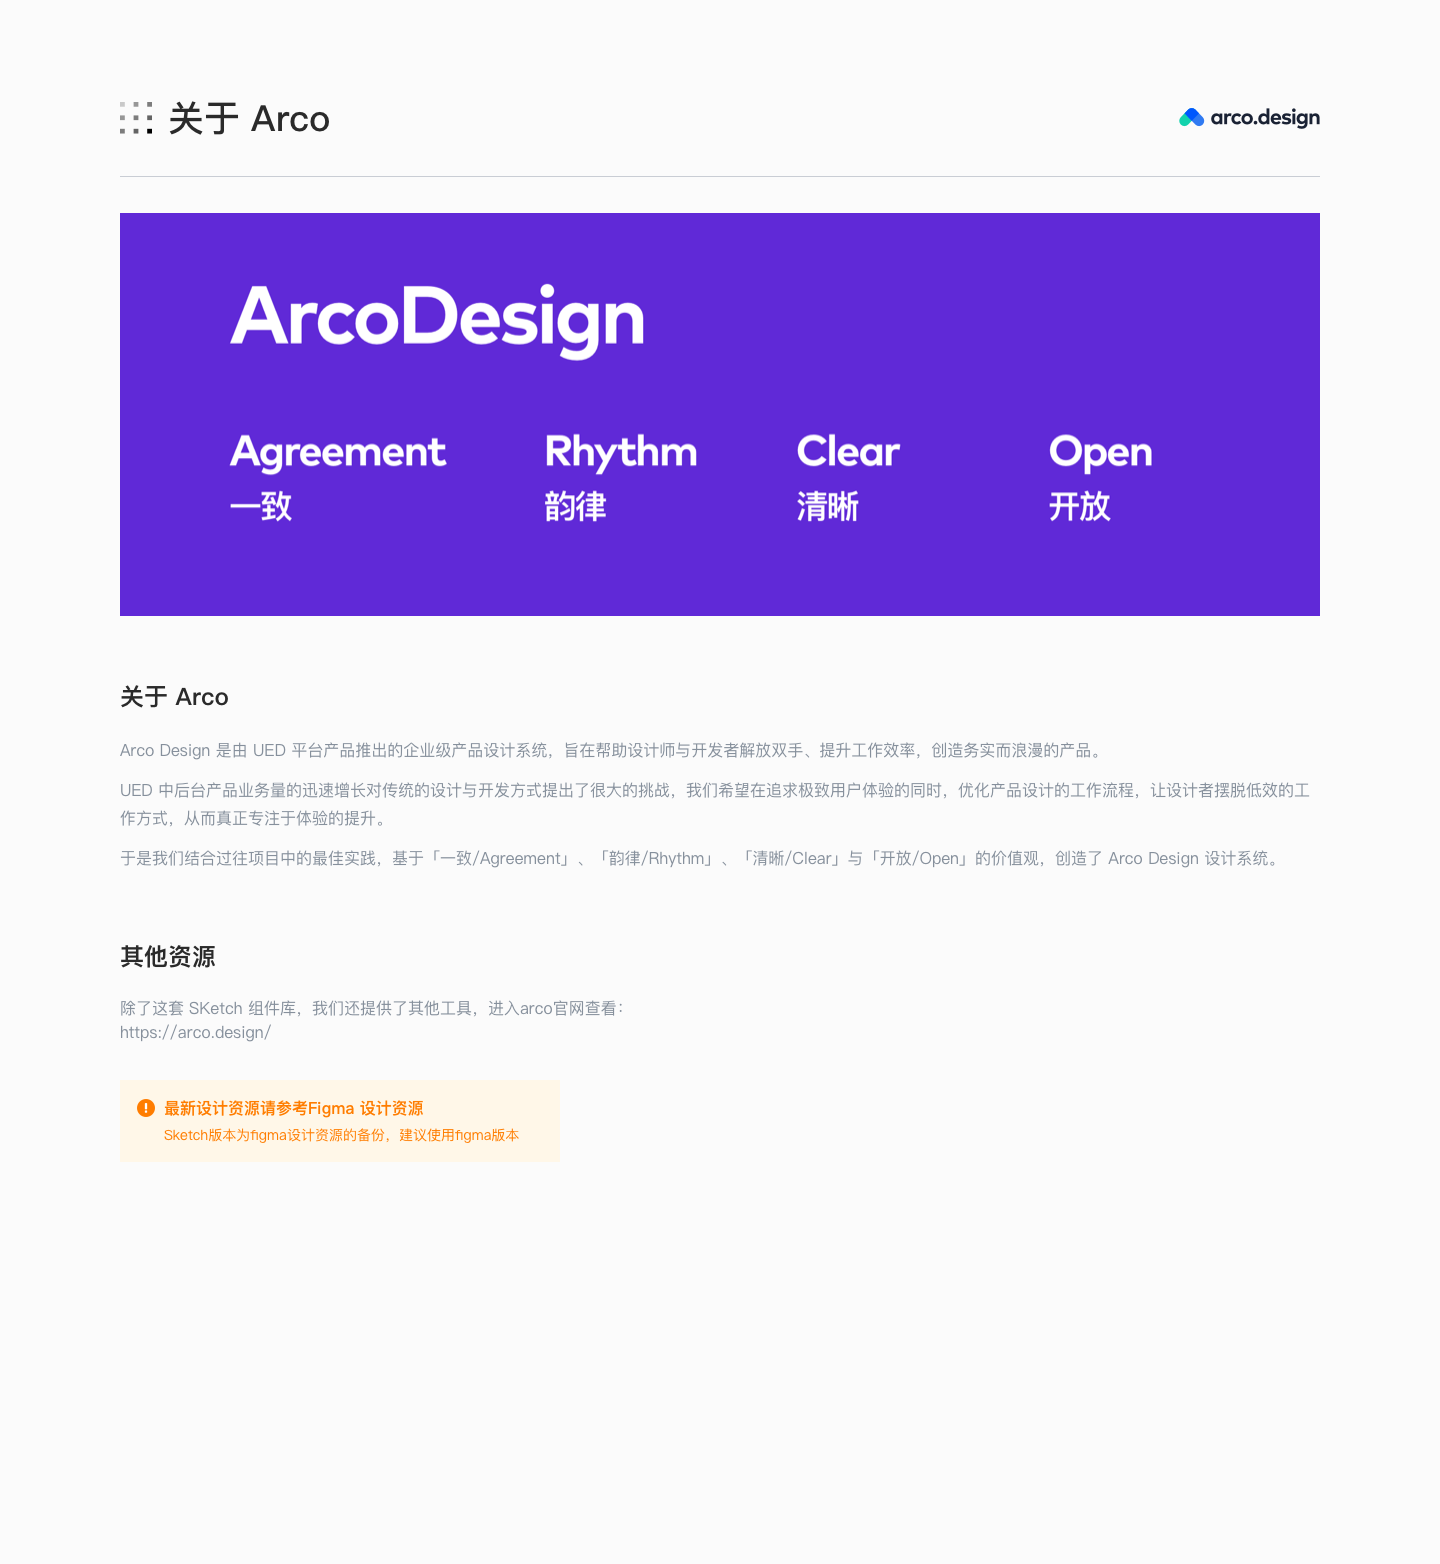 关于 Arco
arco.design
ArcoDesign
Agreement
一致
Rhythm
韵律
Clear
清晰
Open
开放
关于 Arco
Arco Design 是由 UED 平台产品推出的企业级产品设计系统，旨在帮助设计师与开发者解放双手、提升工作效率，创造务实而浪漫的产品。
UED 中后台产品业务量的迅速增长对传统的设计与开发方式提出了很大的挑战，我们希望在追求极致用户体验的同时，优化产品设计的工作流程，让设计者摆脱低效的工
作方式，从而真正专注于体验的提升。
于是我们结合过往项目中的最佳实践，基于「一致/Agreement」、「韵律/Rhythm」、「清晰/Clear」与「开放/Open」的价值观，创造了 Arco Design 设计系统。
其他资源
除了这套 SKetch 组件库，我们还提供了其他工具，进入arco官网查看：
https://arco.design/
最新设计资源请参考Figma 设计资源
Sketch版本为figma设计资源的备份，建议使用figma版本